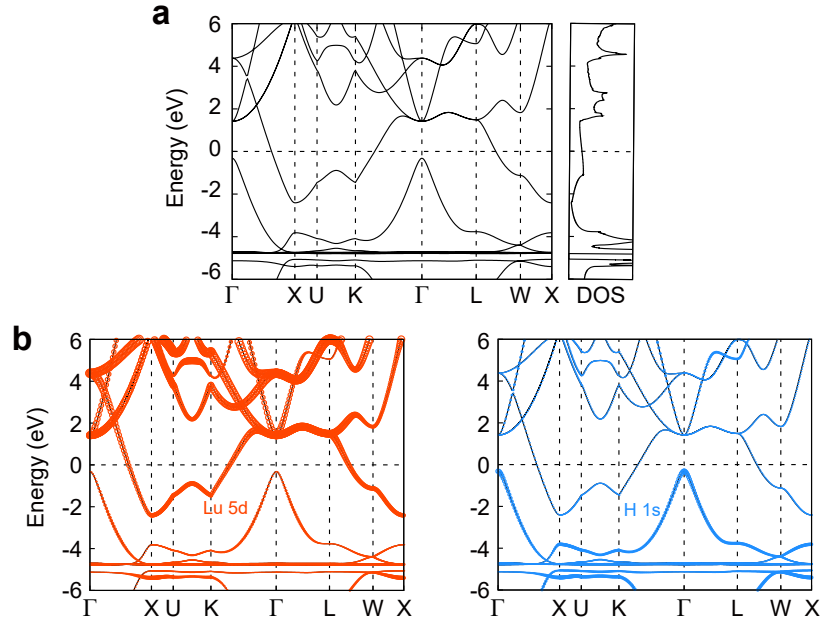 a
6
4
2
0
-2
-4
-6
Energy (eV)
Γ X U K Γ L W X
DOS
b
6
4
2
0
-2
-4
-6
Energy (eV)
Lu 5d
Γ X U K Γ L W X
6
4
2
0
-2
-4
-6
H 1s
Γ X U K Γ L W X